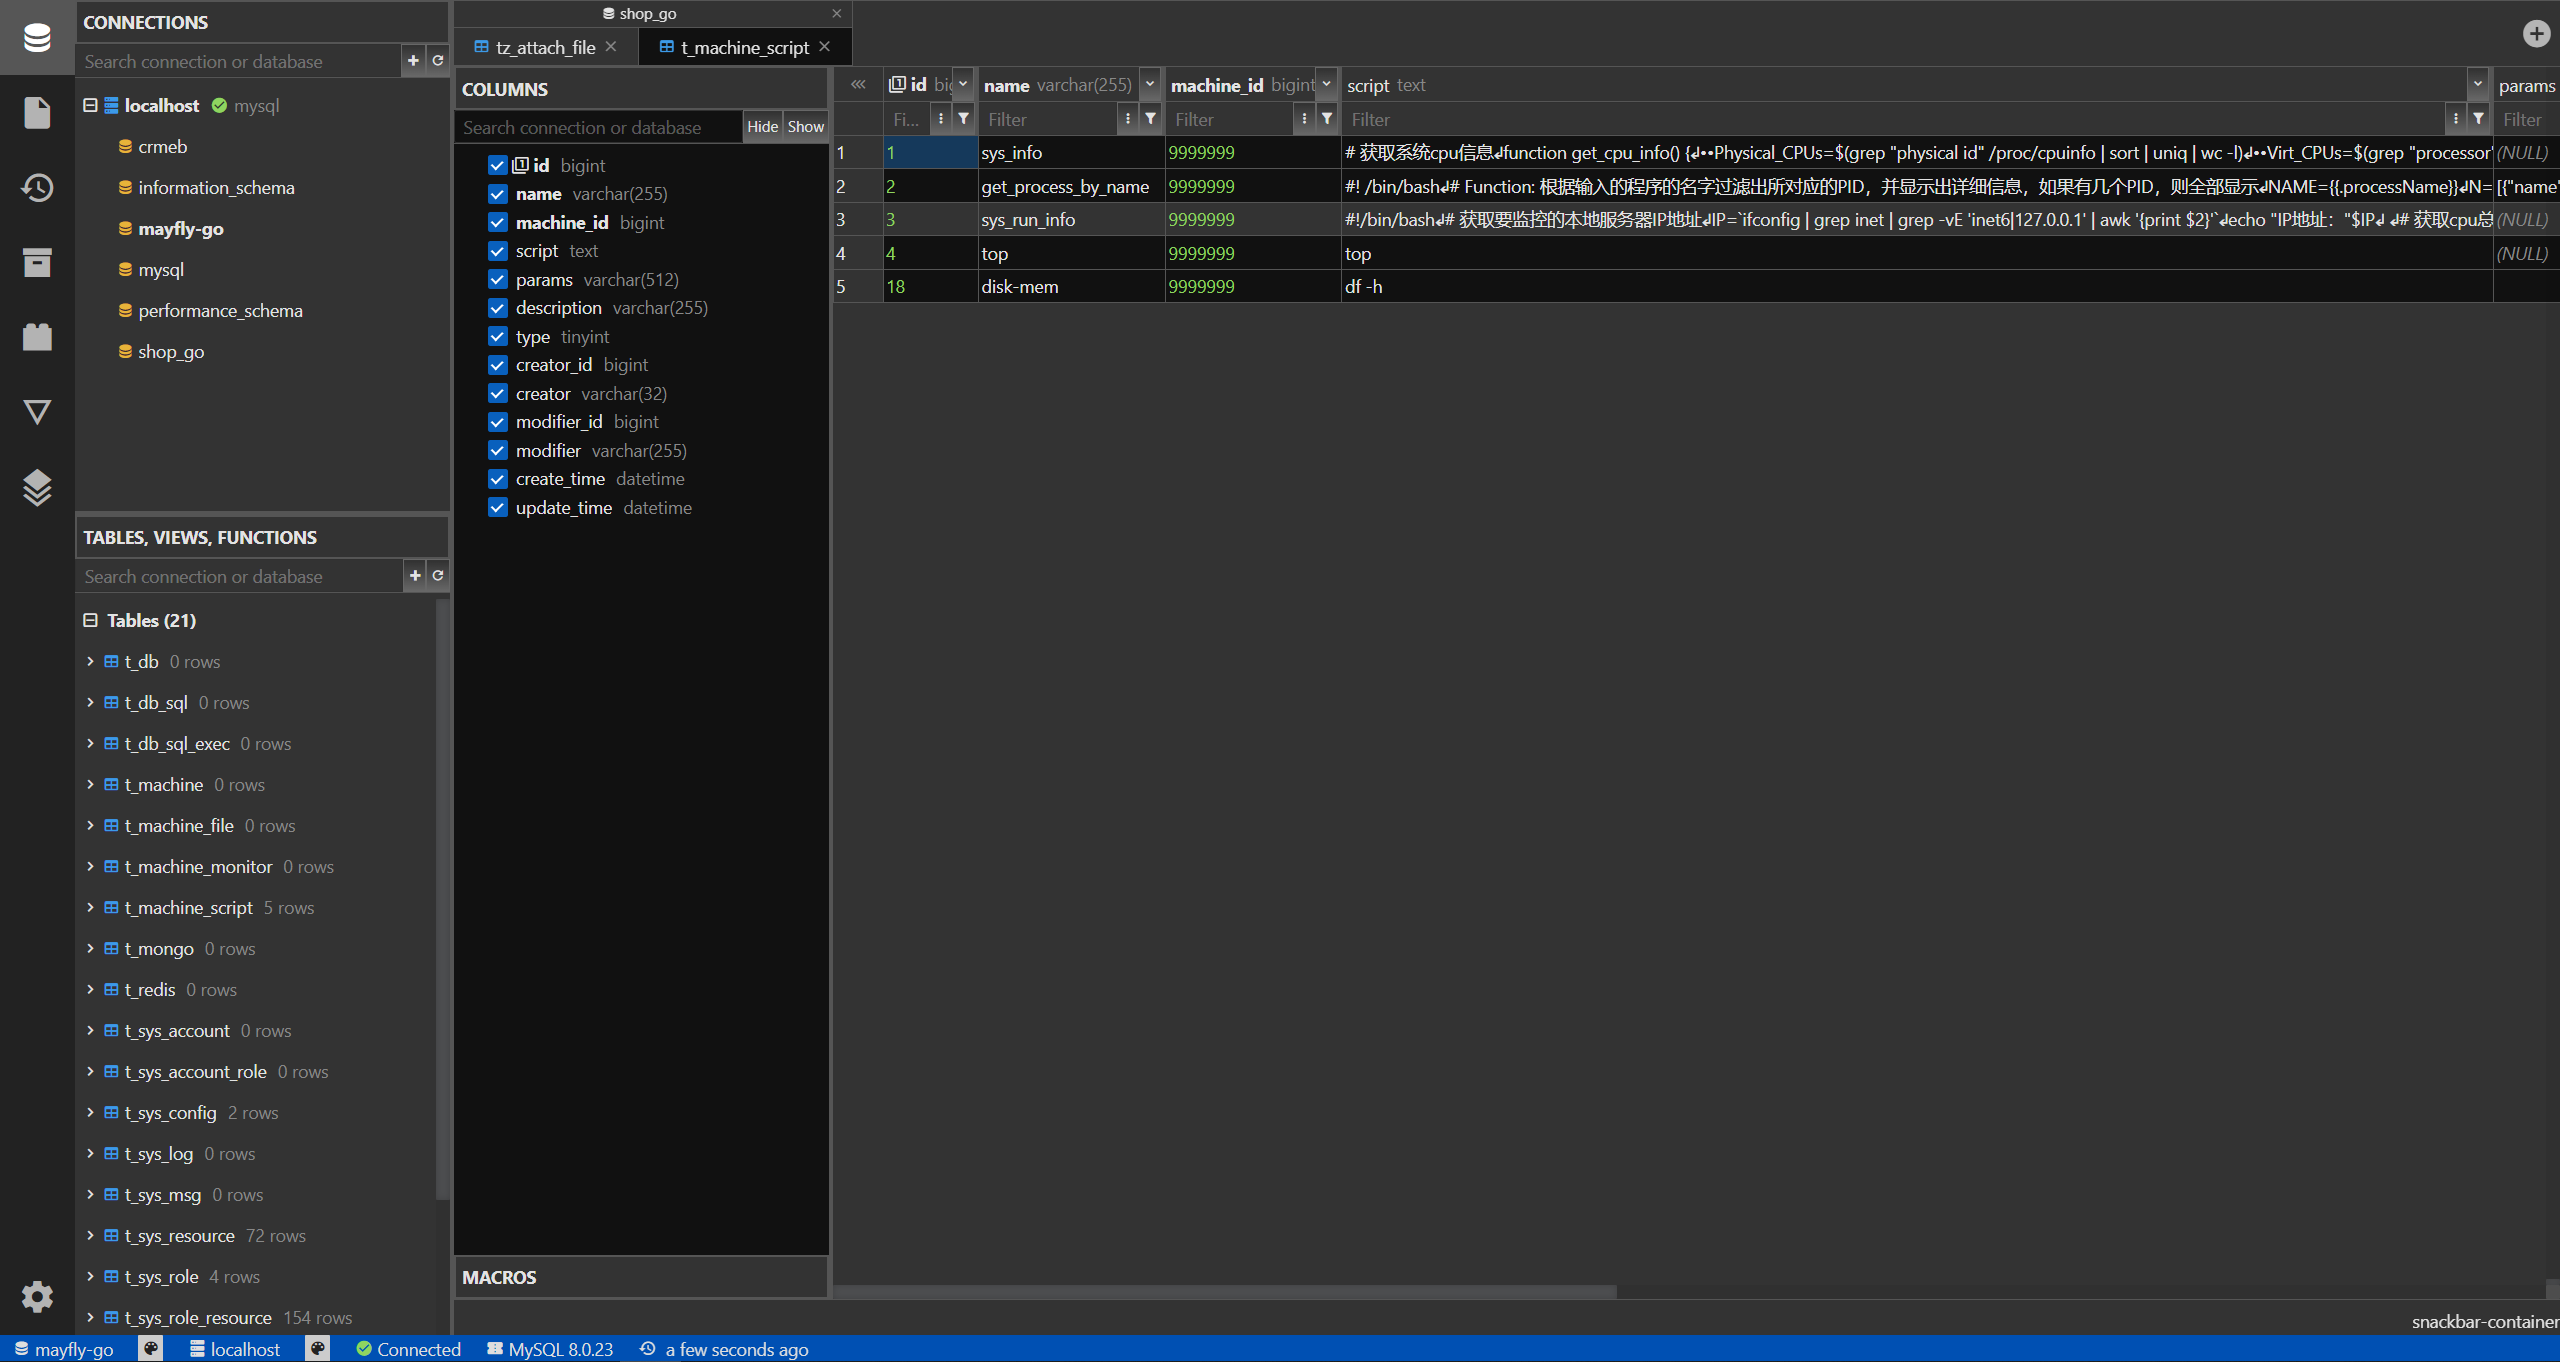 CONNECTIONS
Search connection or database
localhost mysql
crmeb
information_schema
mayfly-go
mysql
performance_schema
shop_go
TABLES, VIEWS, FUNCTIONS
Search connection or database
Tables (21)
t_db 0 rows
t_db_sql 0 rows
t_db_sql_exec 0 rows
t_machine 0 rows
t_machine_file 0 rows
t_machine_monitor 0 rows
t_machine_script 5 rows
t_mongo 0 rows
t_redis 0 rows
t_sys_account 0 rows
t_sys_account_role 0 rows
t_sys_config 2 rows
t_sys_log 0 rows
t_sys_msg 0 rows
t_sys_resource 72 rows
t_sys_role 4 rows
t_sys_role_resource 154 rows
shop_go
tz_attach_file t_machine_script
COLUMNS
Search connection or database Hide Show
id bigint
name varchar(255)
machine_id bigint
script text
params varchar(512)
description varchar(255)
type tinyint
creator_id bigint
creator varchar(32)
modifier_id bigint
modifier varchar(255)
create_time datetime
update_time datetime
MACROS
id big name varchar(255) machine_id bigint script text params
Fi... Filter Filter Filter Filter
1 1 sys_info 9999999 # 获取系统cpu信息↲function get_cpu_info() {↲••Physical_CPUs=$(grep "physical id" /proc/cpuinfo | sort | uniq | wc -l)↲••Virt_CPUs=$(grep "processor" (NULL)
2 2 get_process_by_name 9999999 #! /bin/bash↲# Function: 根据输入的程序的名字过滤出所对应的PID，并显示出详细信息，如果有几个PID，则全部显示↲NAME={{.processName}}↲N= [{"name"
3 3 sys_run_info 9999999 #!/bin/bash↲# 获取要监控的本地服务器IP地址↲IP=`ifconfig | grep inet | grep -vE 'inet6|127.0.0.1' | awk '{print $2}'`↲echo "IP地址："$IP↲ ↲# 获取cpu总 (NULL)
4 4 top 9999999 top (NULL)
5 18 disk-mem 9999999 df -h
snackbar-container
mayfly-go localhost Connected MySQL 8.0.23 a few seconds ago